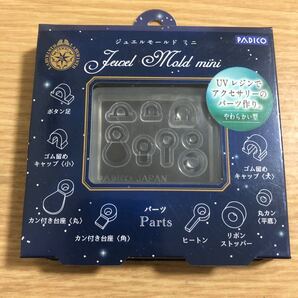 ジュエルモールド ミニ
PADICO
Jewel Mold mini
UVレジンで
アクセサリーの
パーツ作り。
やわらかい型
ボタン足
ゴム留め
キャップ〈小〉
ゴム留め
キャップ〈大〉
PADICO JAPAN
カン付き台座〈丸〉
カン付き台座〈角〉
パーツ
Parts
ヒートン
リボン
ストッパー
丸カン
〈平底〉